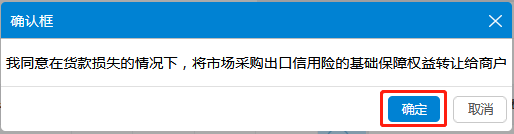 确认框
我同意在货款损失的情况下，将市场采购出口信用险的基础保障权益转让给商户
确定 取消